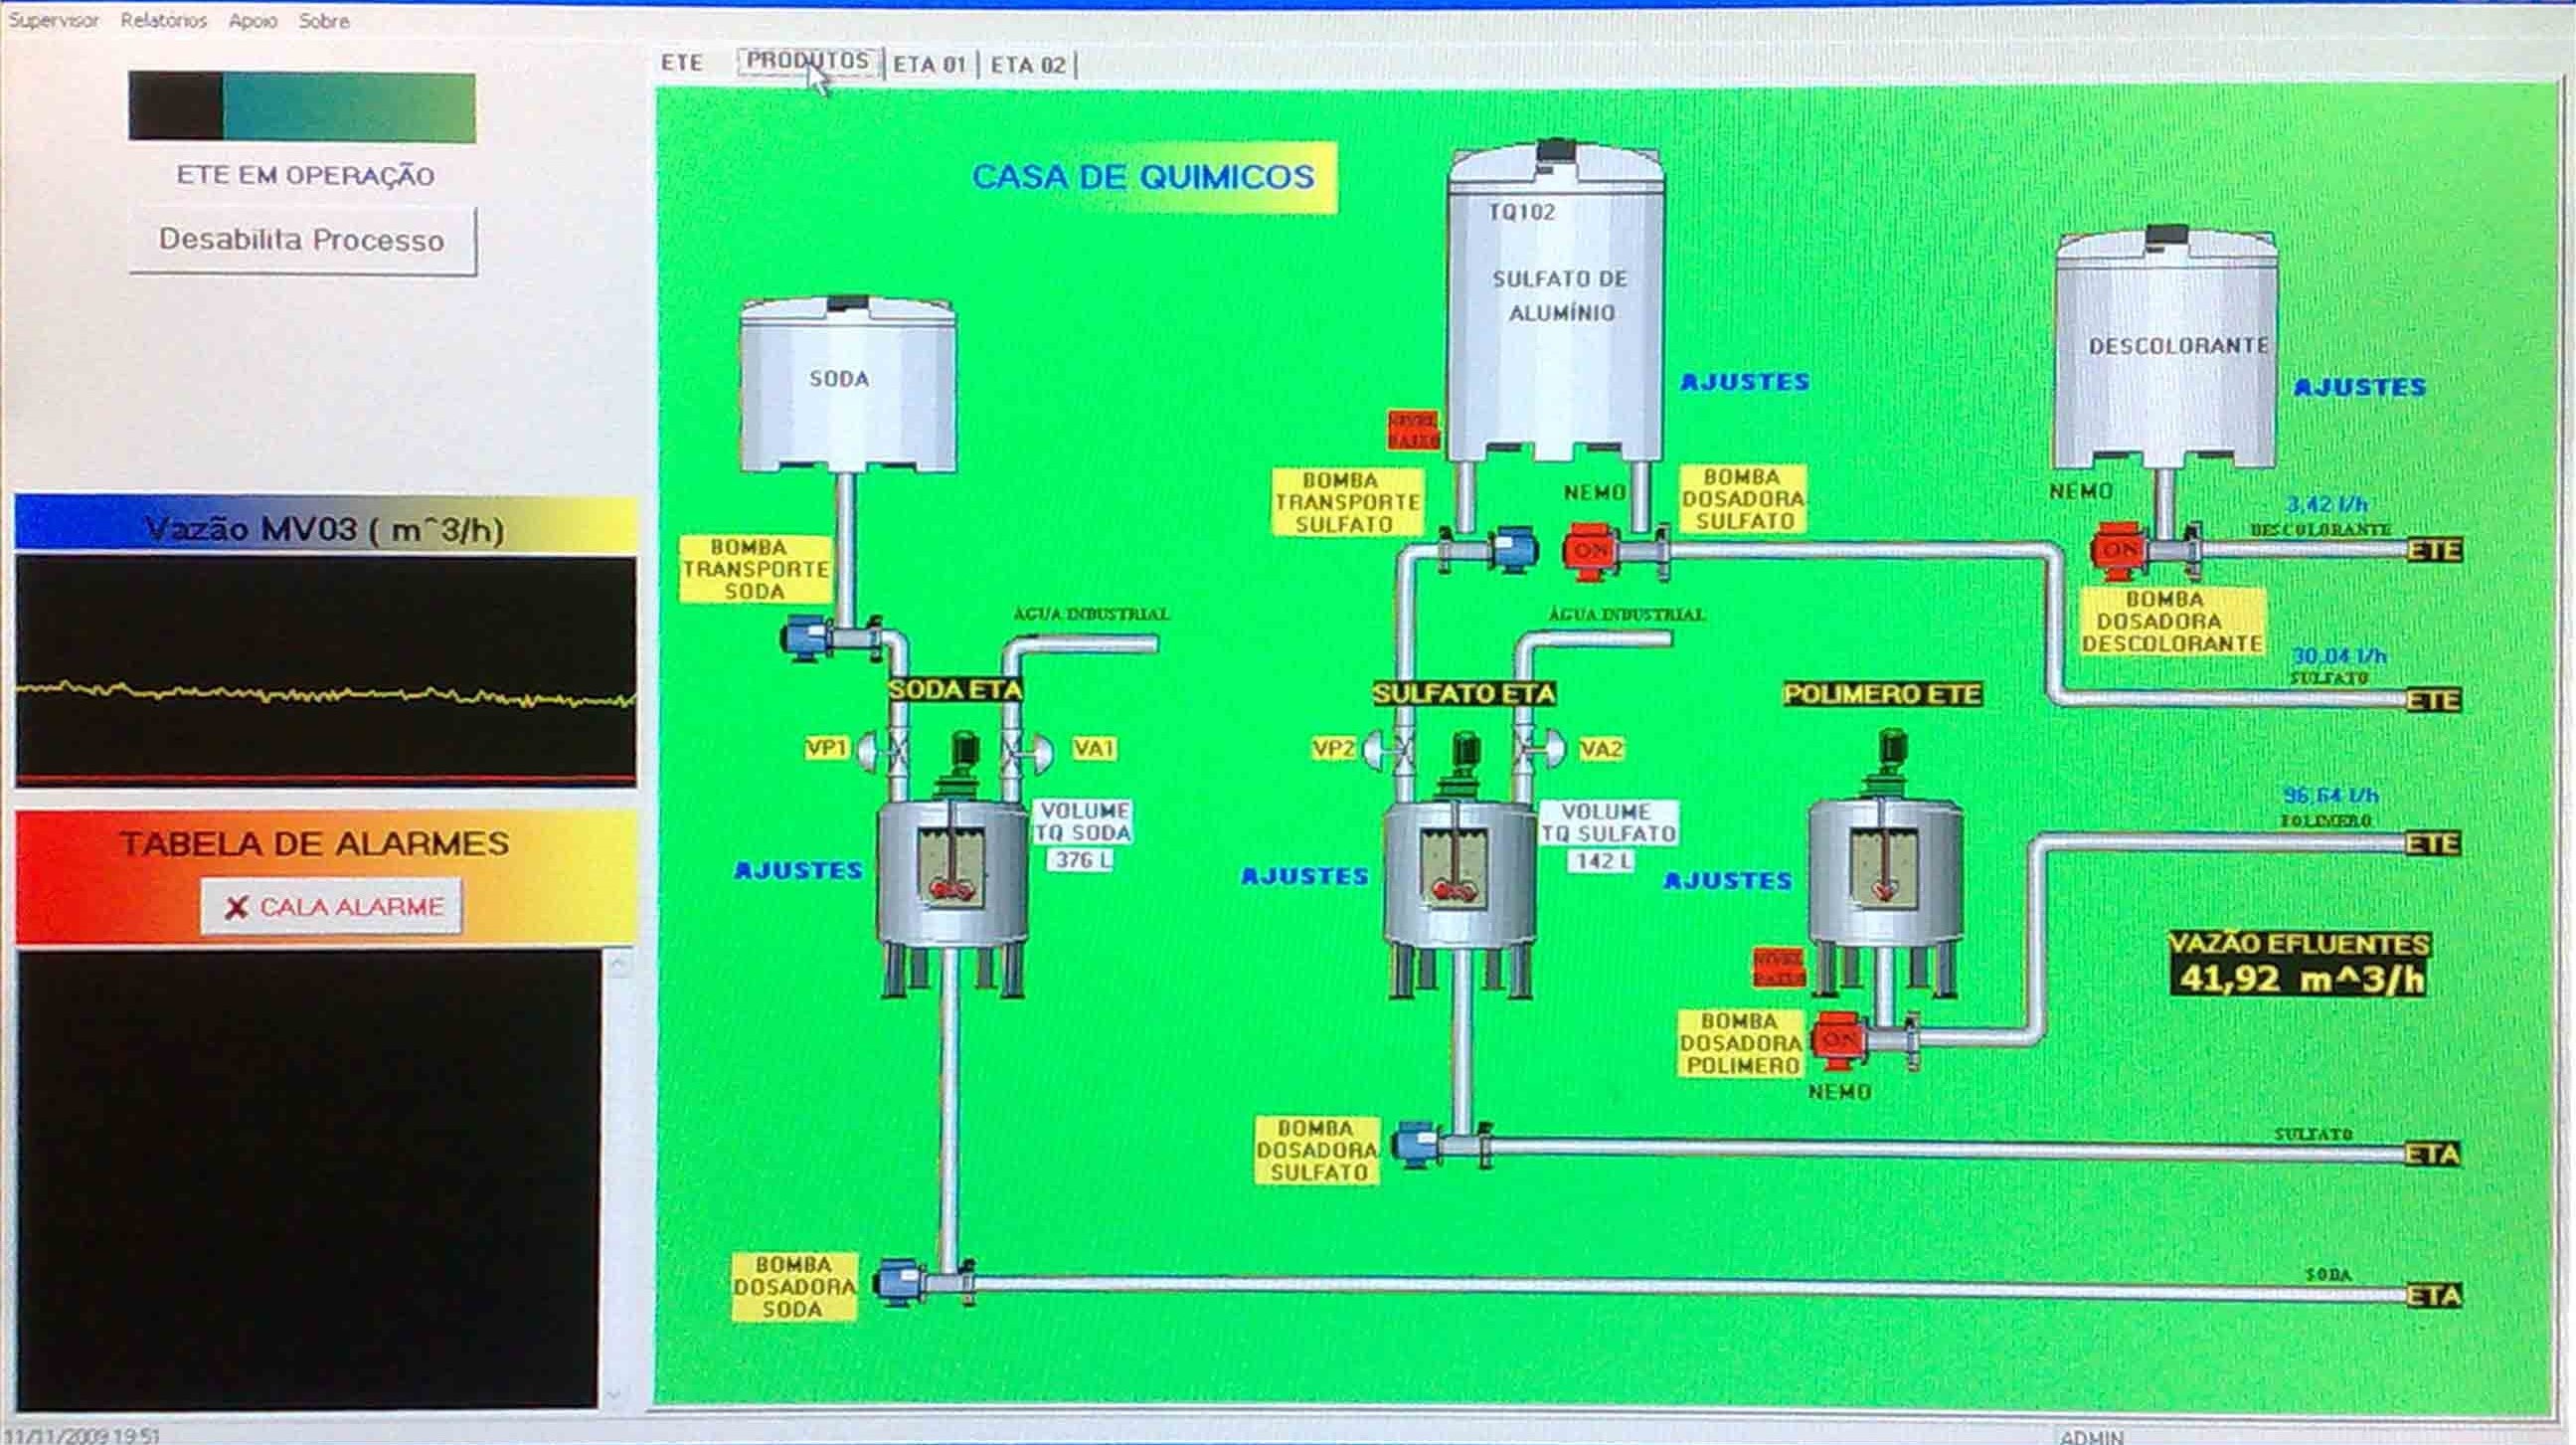 Supervisor Relatórios Apoio Sobre
ETE PRODUTOS ETA 01 ETA 02
ETE EM OPERAÇÃO
Desabilita Processo
Vazão MV03 ( m^3/h)
TABELA DE ALARMES
X CALA ALARME
CASA DE QUIMICOS
TQ102
SULFATO DE
ALUMÍNIO
AJUSTES
DESCOLORANTE
AJUSTES
SODA
NIVEL
BAIXO
BOMBA
TRANSPORTE
SULFATO
NEMO
ON
BOMBA
DOSADORA
SULFATO
NEMO
ON
3,42 l/h
DESCOLORANTE
ETE
BOMBA
DOSADORA
DESCOLORANTE
BOMBA
TRANSPORTE
SODA
ÁGUA INDUSTRIAL
ÁGUA INDUSTRIAL
30,04 l/h
SULFATO
ETE
SODA ETA
SULFATO ETA
POLIMERO ETE
VP1
VA1
VP2
VA2
VOLUME
TQ SODA
376 L
AJUSTES
VOLUME
TQ SULFATO
142 L
AJUSTES
AJUSTES
96,64 l/h
POLIMERO
ETE
VAZÃO EFLUENTES
41,92 m^3/h
NIVEL
BAIXO
BOMBA
DOSADORA
POLIMERO
ON
NEMO
BOMBA
DOSADORA
SULFATO
SULFATO
ETA
BOMBA
DOSADORA
SODA
SODA
ETA
11/11/2009 19:51
ADMIN